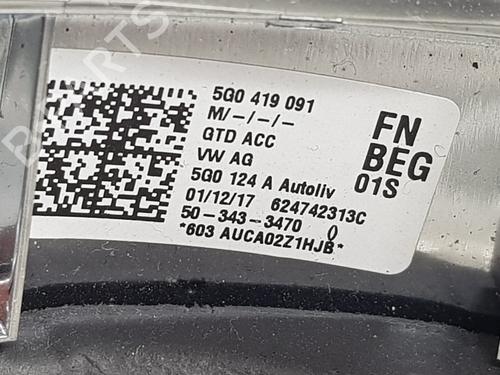 5G0 419 091
M/-/-/-
GTD ACC
VW AG
5G0 124 A Autoliv
01/12/17 624742313C
50-343-3470 0
*603 AUCA02Z1HJB*
FN
BEG
01S